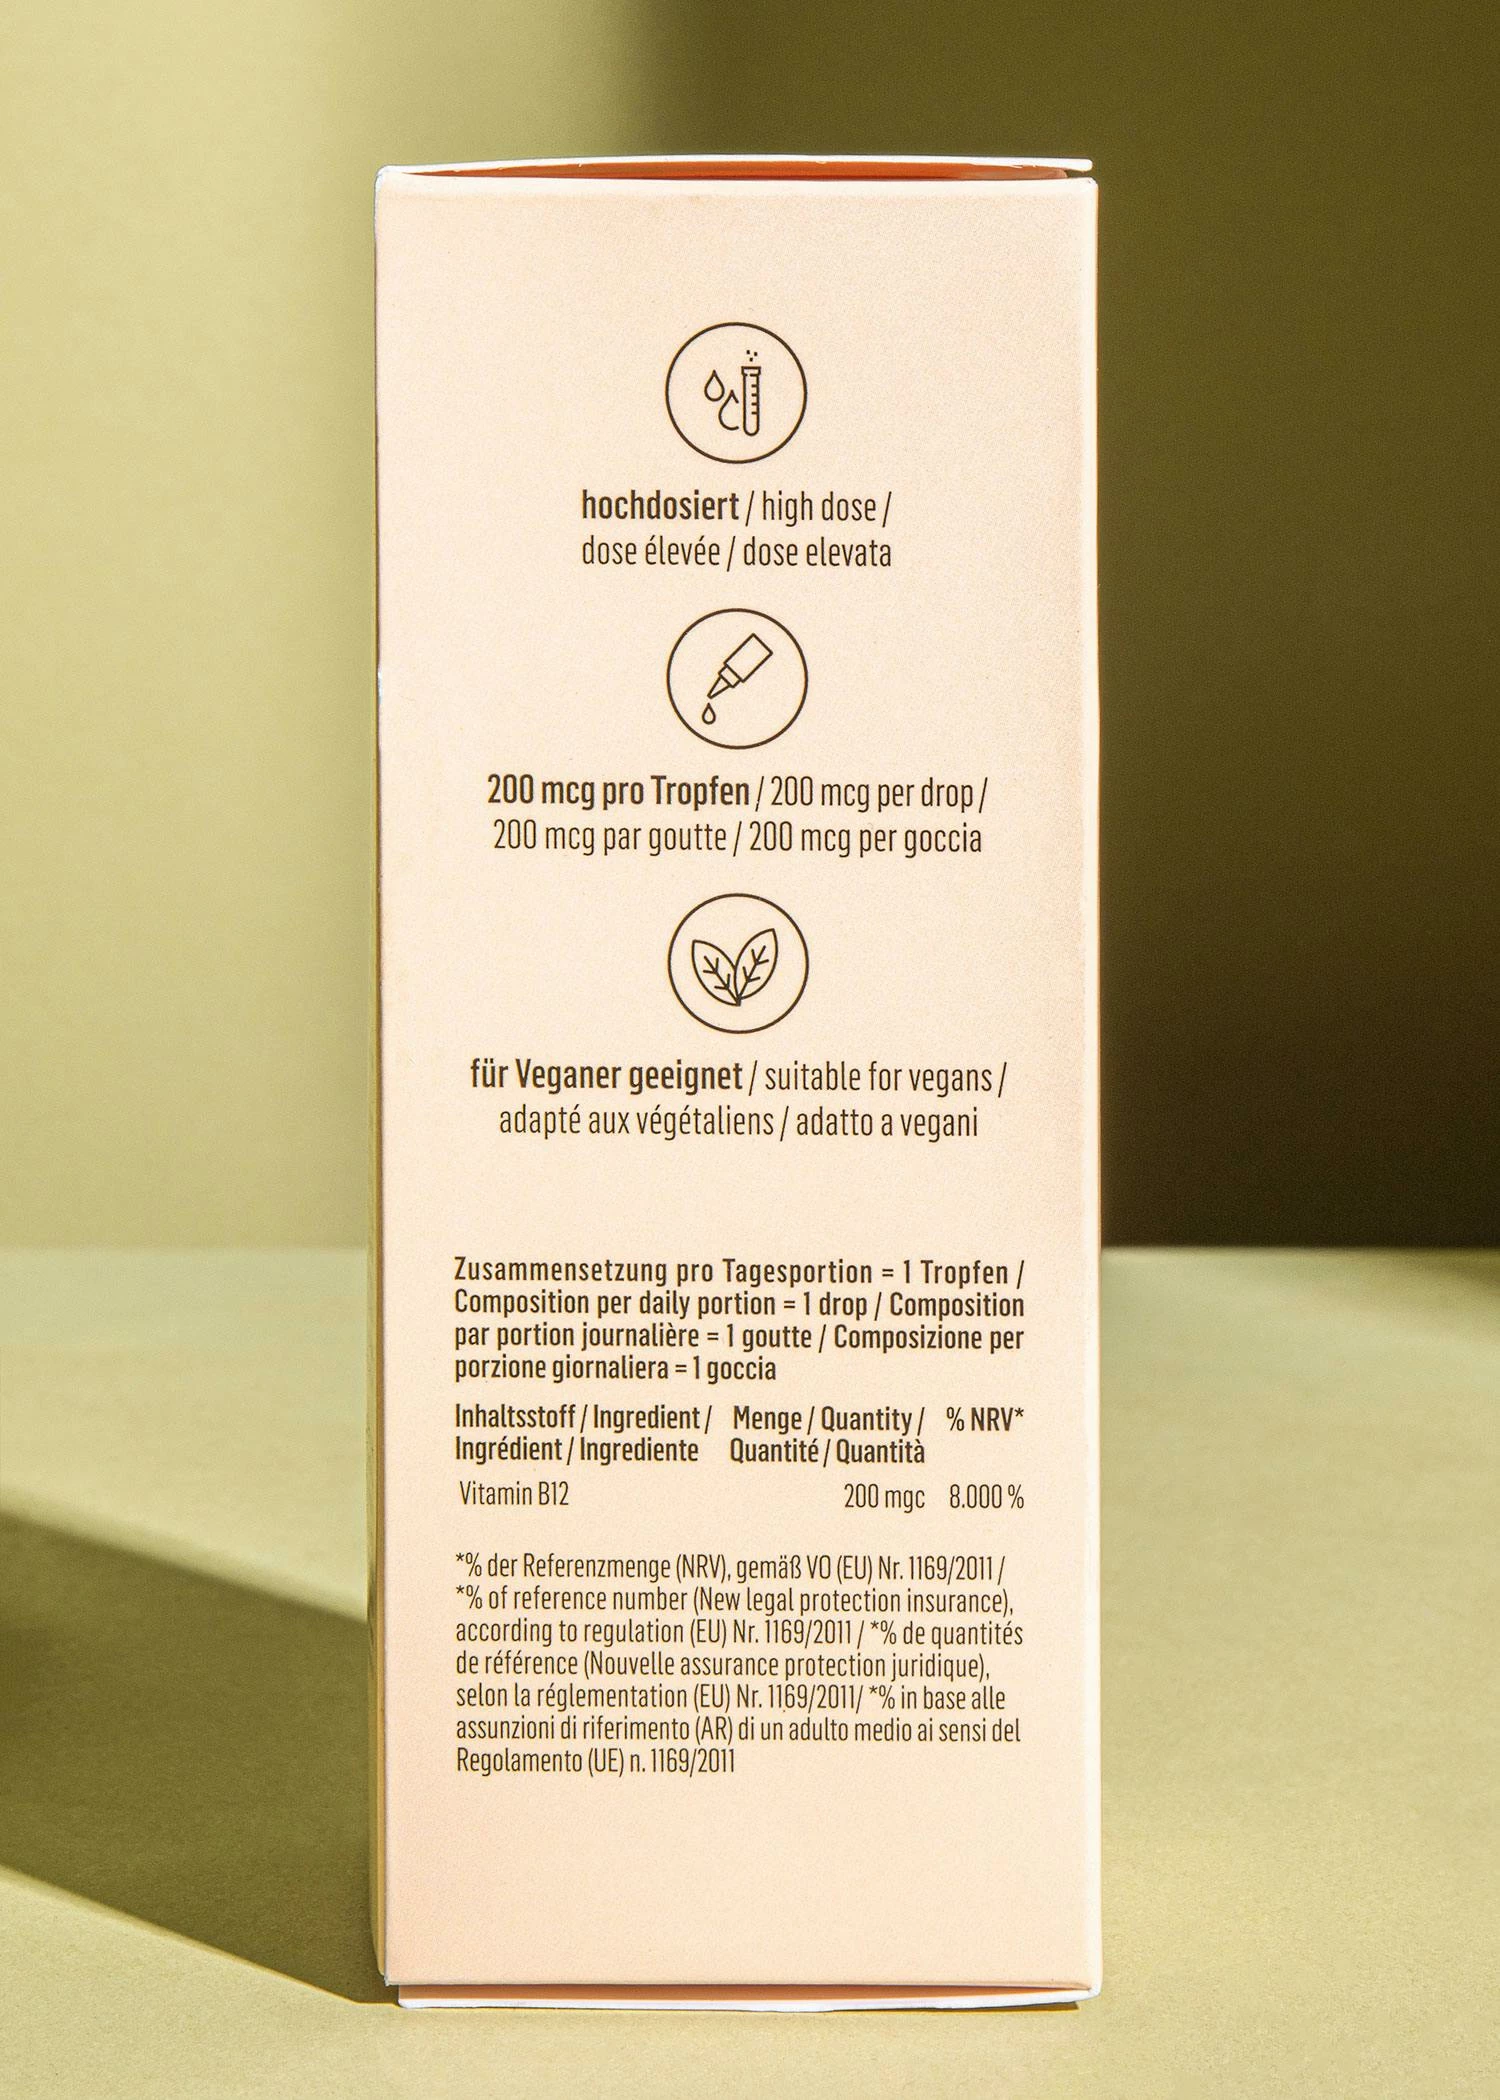 hochdosiert / high dose /
dose élevée / dose elevata
200 mcg pro Tropfen / 200 mcg per drop /
200 mcg par goutte / 200 mcg per goccia
für Veganer geeignet / suitable for vegans /
adapté aux végétaliens / adatto a vegani
Zusammensetzung pro Tagesportion = 1 Tropfen /
Composition per daily portion = 1 drop / Composition
par portion journalière = 1 goutte / Composizione per
porzione giornaliera = 1 goccia
Inhaltsstoff / Ingredient / Menge / Quantity / % NRV*
Ingrédient / Ingrediente Quantité / Quantità
Vitamin B12 200 mgc 8.000 %
*% der Referenzmenge (NRV), gemäß VO (EU) Nr. 1169/2011 /
*% of reference number (New legal protection insurance),
according to regulation (EU) Nr. 1169/2011 / *% de quantités
de référence (Nouvelle assurance protection juridique),
selon la réglementation (EU) Nr. 1169/2011/ *% in base alle
assunzioni di riferimento (AR) di un adulto medio ai sensi del
Regolamento (UE) n. 1169/2011